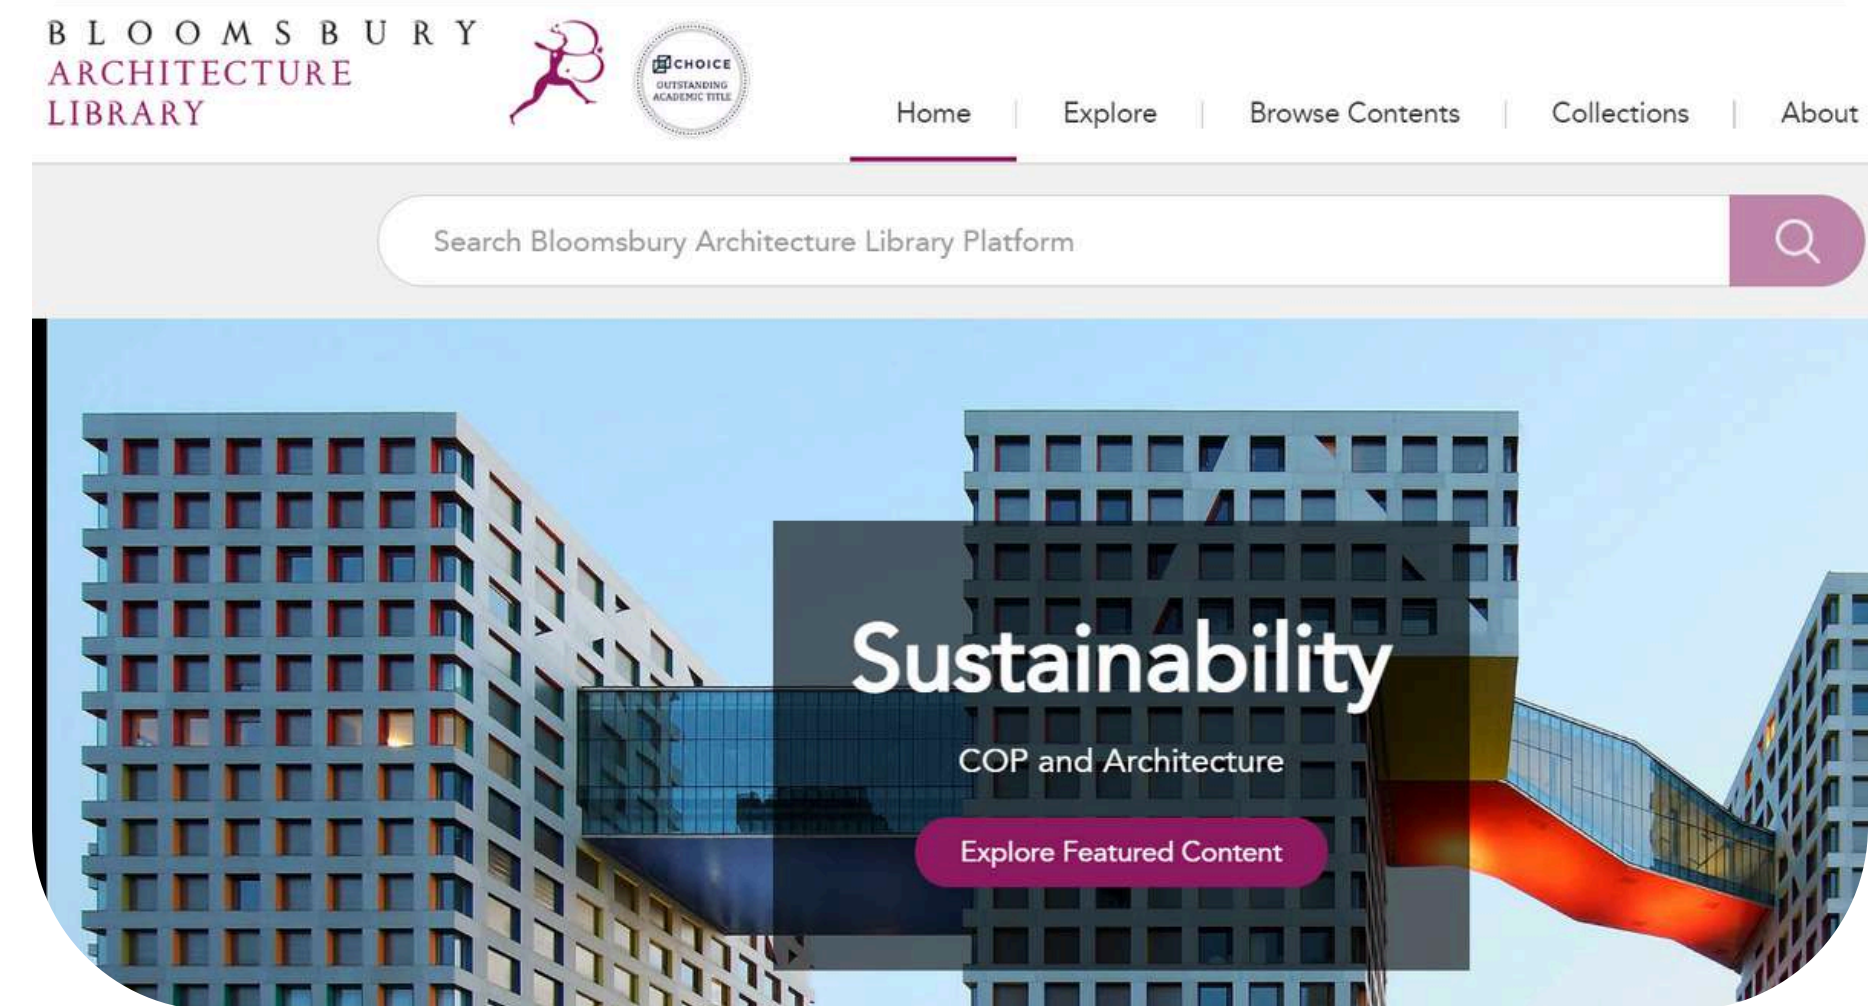 BLOOMSBURY
ARCHITECTURE
LIBRARY
CHOICE
OUTSTANDING
ACADEMIC TITLE
Home | Explore | Browse Contents | Collections | About
Search Bloomsbury Architecture Library Platform
Sustainability
COP and Architecture
Explore Featured Content